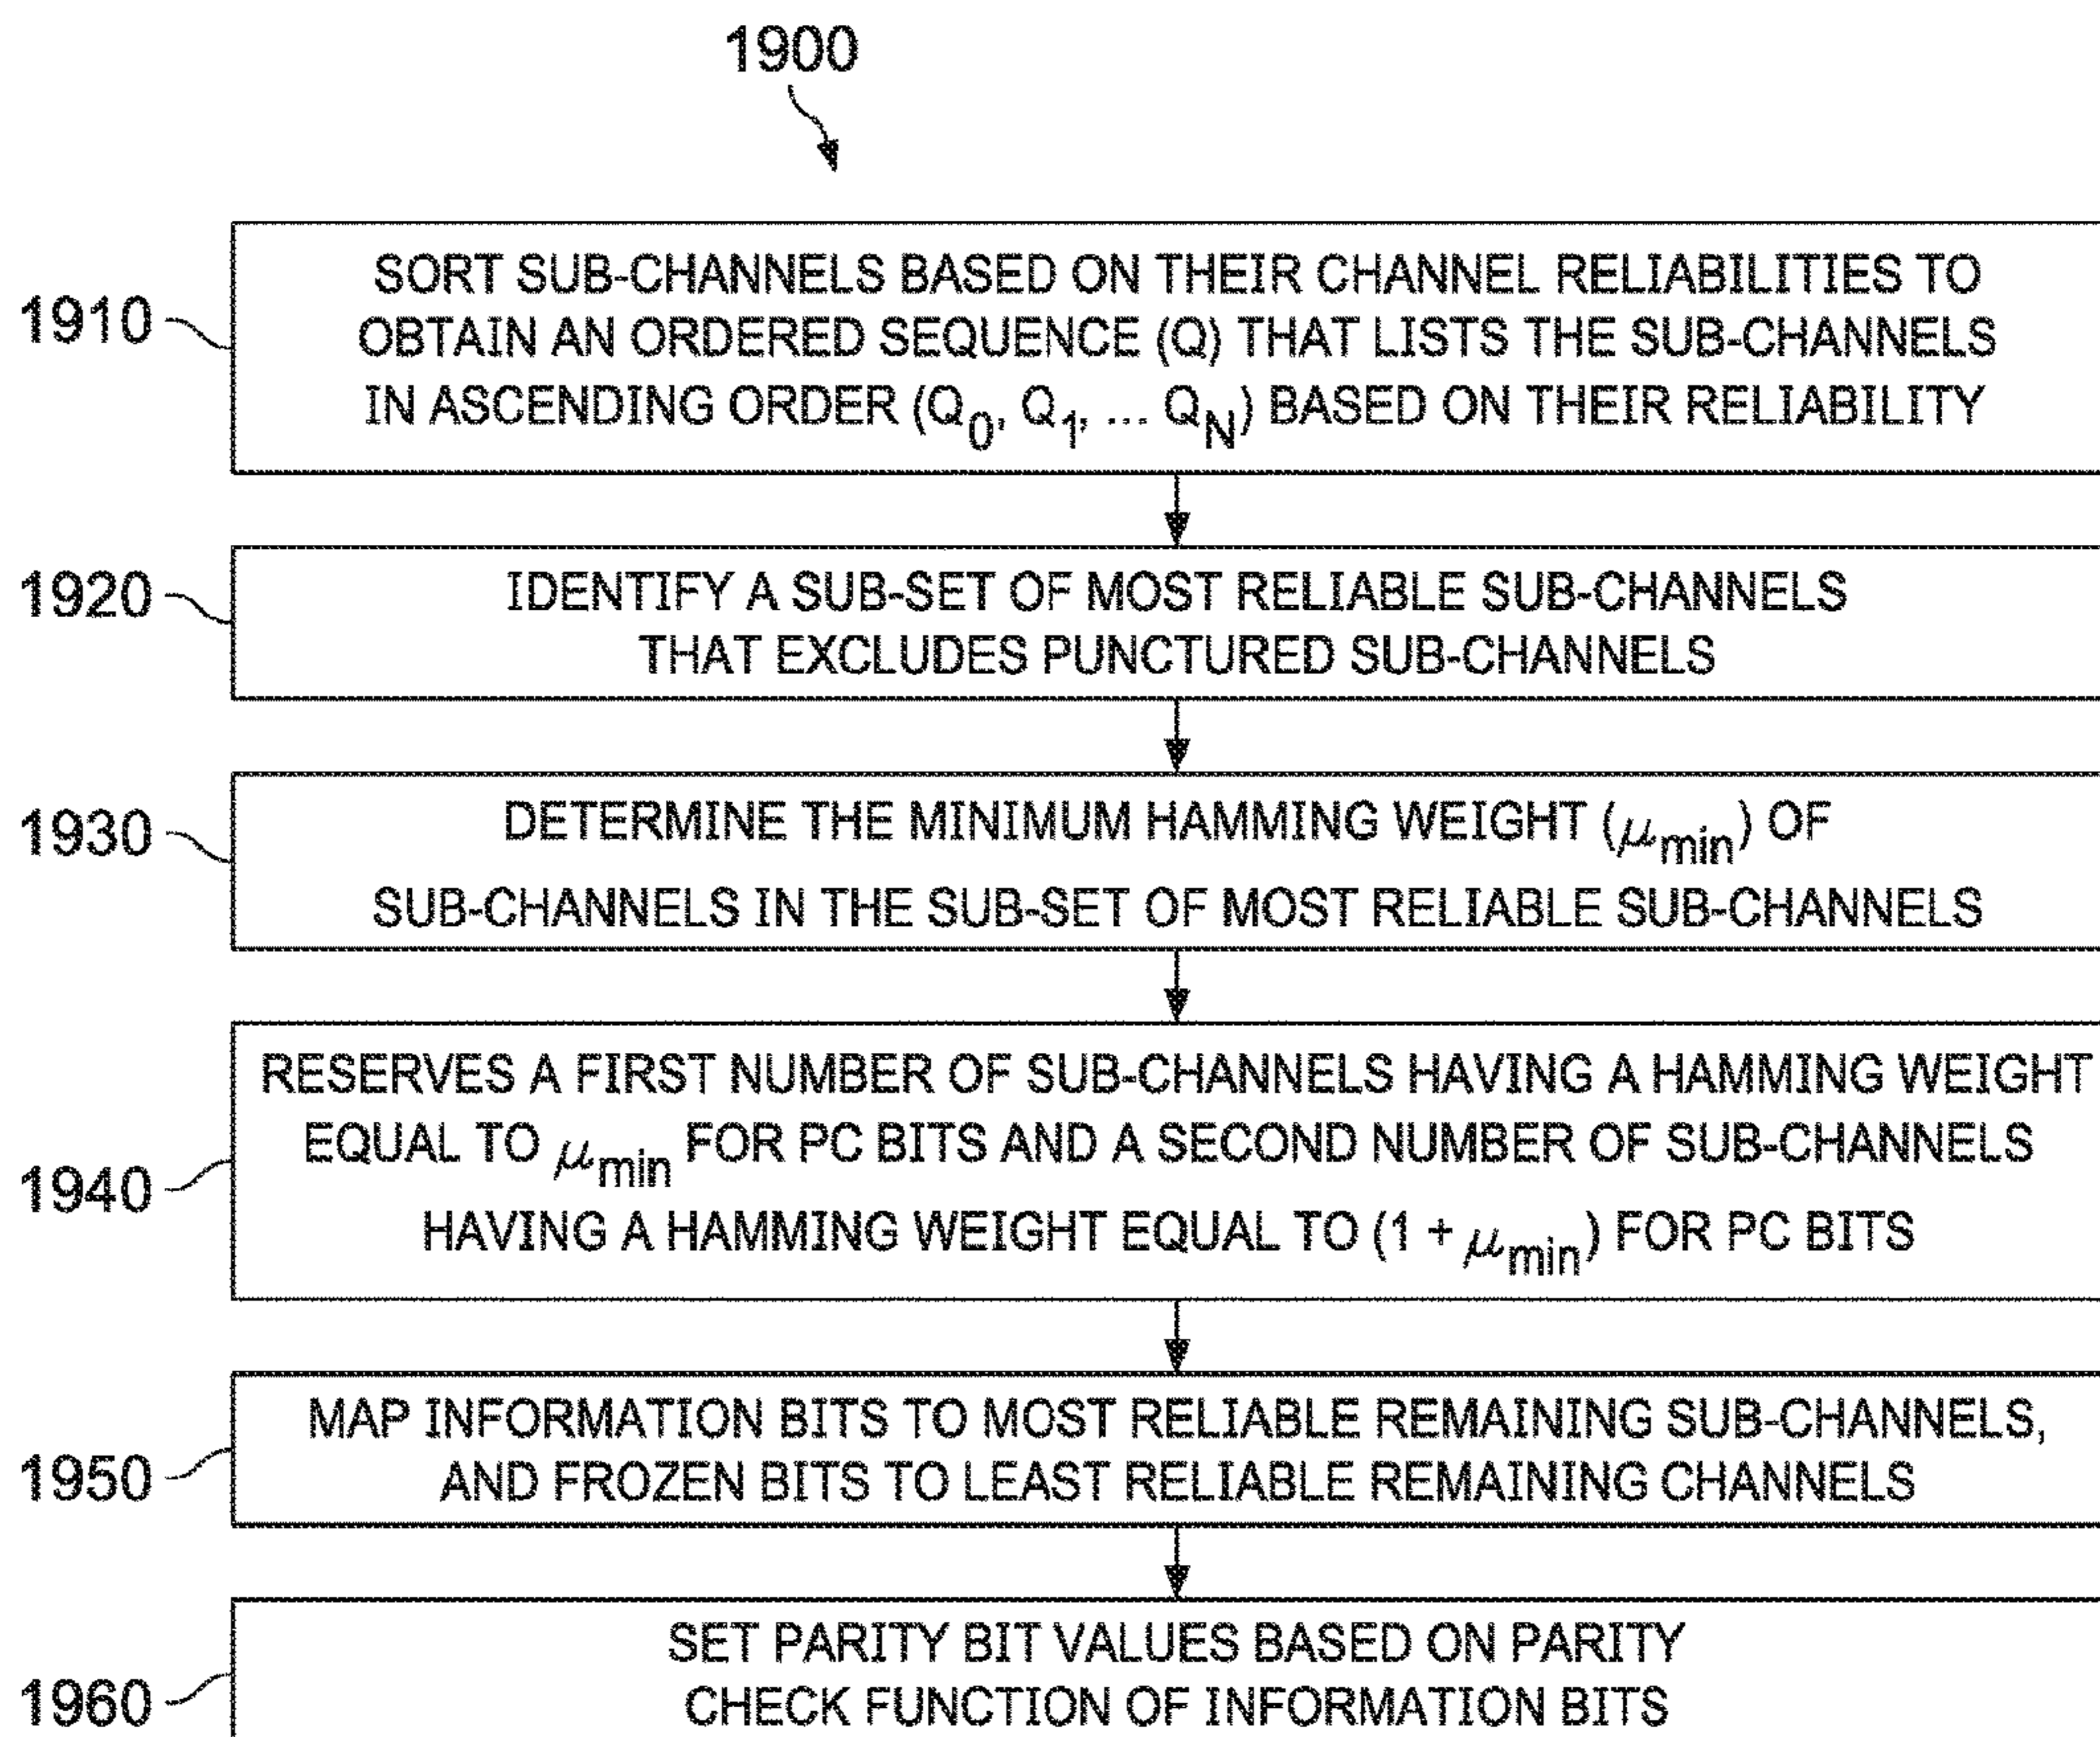 1900
1910
SORT SUB-CHANNELS BASED ON THEIR CHANNEL RELIABILITIES TO
OBTAIN AN ORDERED SEQUENCE (Q) THAT LISTS THE SUB-CHANNELS
IN ASCENDING ORDER (Q0, Q1, ... QN) BASED ON THEIR RELIABILITY
1920
IDENTIFY A SUB-SET OF MOST RELIABLE SUB-CHANNELS
THAT EXCLUDES PUNCTURED SUB-CHANNELS
1930
DETERMINE THE MINIMUM HAMMING WEIGHT (μmin) OF
SUB-CHANNELS IN THE SUB-SET OF MOST RELIABLE SUB-CHANNELS
1940
RESERVES A FIRST NUMBER OF SUB-CHANNELS HAVING A HAMMING WEIGHT
EQUAL TO μmin FOR PC BITS AND A SECOND NUMBER OF SUB-CHANNELS
HAVING A HAMMING WEIGHT EQUAL TO (1 + μmin) FOR PC BITS
1950
MAP INFORMATION BITS TO MOST RELIABLE REMAINING SUB-CHANNELS,
AND FROZEN BITS TO LEAST RELIABLE REMAINING CHANNELS
1960
SET PARITY BIT VALUES BASED ON PARITY
CHECK FUNCTION OF INFORMATION BITS